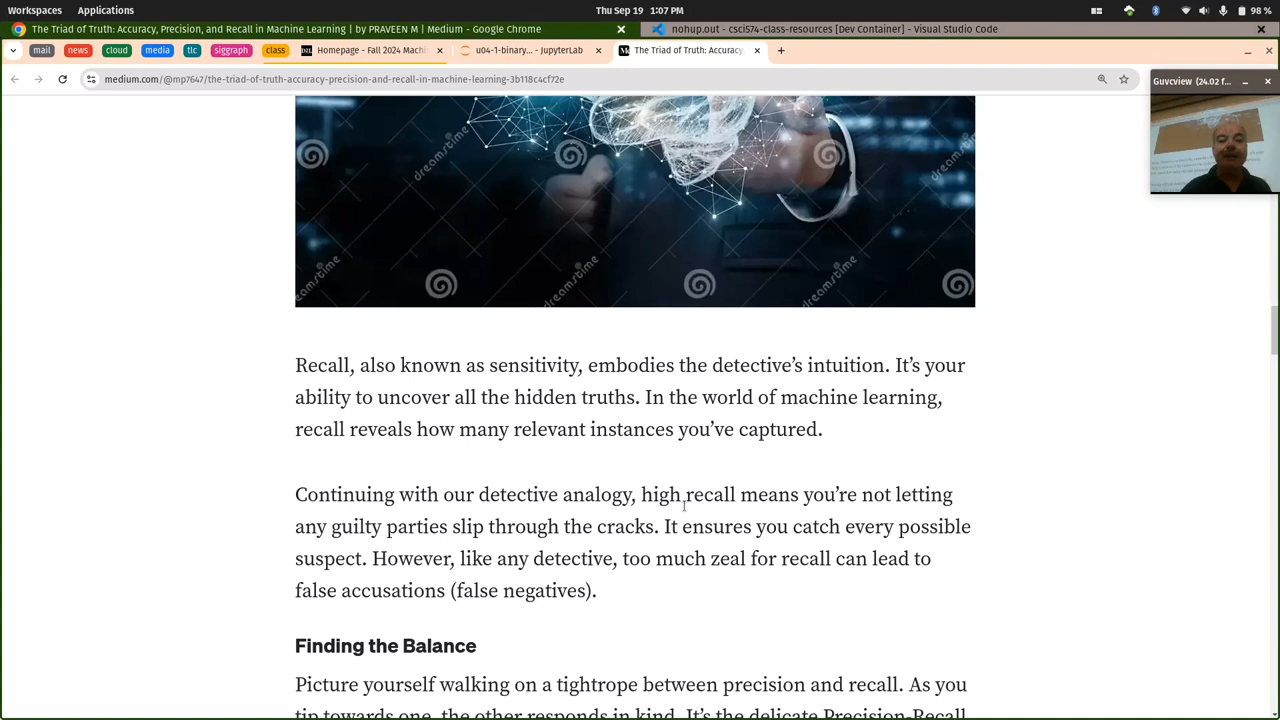 Workspaces Applications Thu Sep 19 1:07 PM 98 %
The Triad of Truth: Accuracy, Precision, and Recall in Machine Learning | by PRAVEEN M | Medium - Google Chrome nohup.out - csci574-class-resources [Dev Container] - Visual Studio Code
mail news cloud media tlc siggraph class Homepage - Fall 2024 Machi u04-1-binary... - JupyterLab The Triad of Truth: Accuracy,
medium.com/@mp7647/the-triad-of-truth-accuracy-precision-and-recall-in-machine-learning-3b118c4cf72e
Guvcview (24.02 f...
dreamstime
dreamstime
dreamstime
dreamstime
dreamstime
dreamstime
Recall, also known as sensitivity, embodies the detective’s intuition. It’s your
ability to uncover all the hidden truths. In the world of machine learning,
recall reveals how many relevant instances you’ve captured.
Continuing with our detective analogy, high recall means you’re not letting
any guilty parties slip through the cracks. It ensures you catch every possible
suspect. However, like any detective, too much zeal for recall can lead to
false accusations (false negatives).
Finding the Balance
Picture yourself walking on a tightrope between precision and recall. As you
tip towards one, the other responds in kind. It’s the delicate Precision-Recall